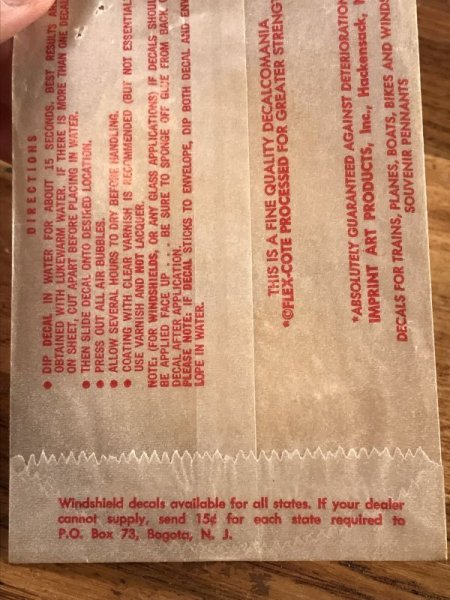 DIRECTIONS
● DIP DECAL IN WATER FOR ABOUT 15 SECONDS. BEST RESULTS
OBTAINED WITH LUKEWARM WATER. IF THERE IS MORE THAN ONE DECAL
ON SHEET, CUT APART BEFORE PLACING IN WATER.
● THEN SLIDE DECAL ONTO DESIRED LOCATION.
● PRESS OUT ALL AIR BUBBLES.
● ALLOW SEVERAL HOURS TO DRY BEFORE HANDLING.
● COATING WITH CLEAR VARNISH IS RECOMMENDED (BUT NOT ESSENTIAL
USE VARNISH AND NOT LACQUER
NOTE: (FOR WINDSHIELDS, OR ANY GLASS APPLICATIONS) IF DECALS
BE APPLIED FACE UP . . BE SURE TO SPONGE OFF GLUE FROM BACK
DECAL AFTER APPLICATION.
PLEASE NOTE: IF DECAL STICKS TO ENVELOPE, DIP BOTH DECAL AND
LOPE IN WATER.
THIS IS A FINE QUALITY DECALCOMANIA
*©FLEX-COTE PROCESSED FOR GREATER
*ABSOLUTELY GUARANTEED AGAINST
IMPRINT ART PRODUCTS, Inc., Hackensack,
DECALS FOR TRAINS, PLANES, BOATS, BIKES AND
SOUVENIR PENNANTS
Windshield decals available for all states. If your dealer
cannot supply, send 15¢ for each state required to
P.O. Box 73, Bogota, N. J.